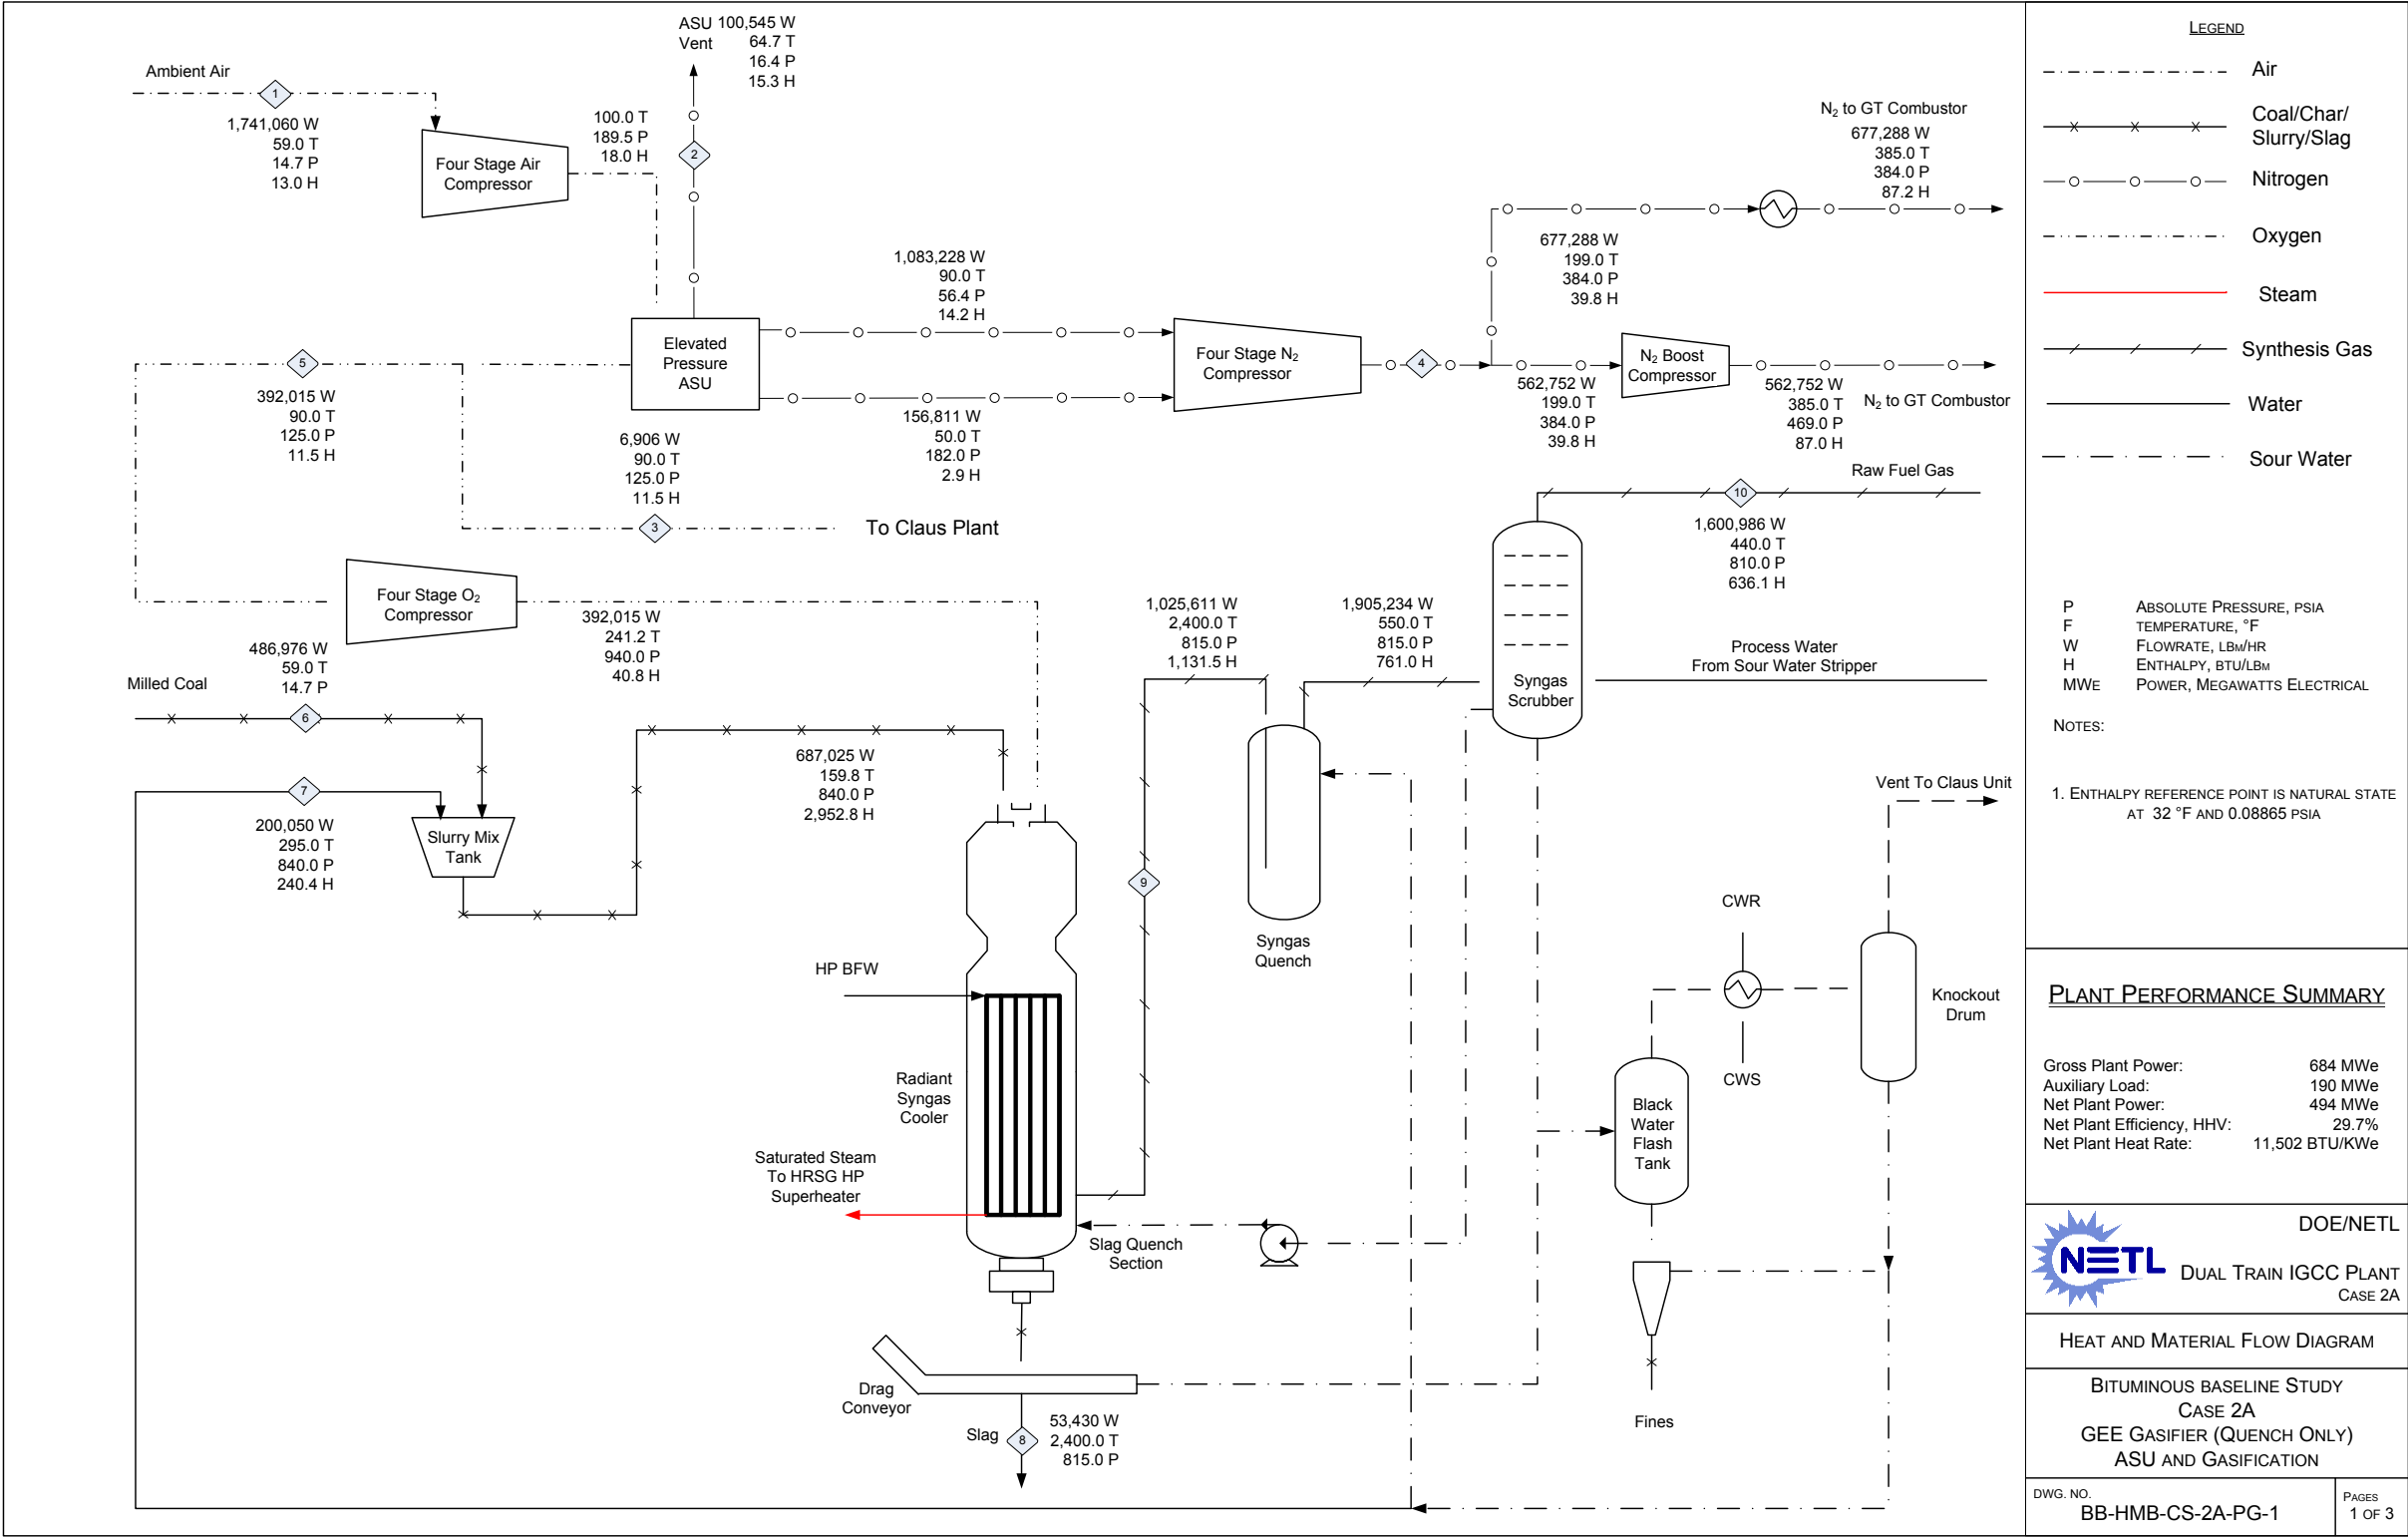 ASU
Vent
100,545 W
64.7 T
16.4 P
15.3 H
Ambient Air
1
1,741,060 W
59.0 T
14.7 P
13.0 H
Four Stage Air
Compressor
100.0 T
189.5 P
18.0 H
2
N2 to GT Combustor
677,288 W
385.0 T
384.0 P
87.2 H
677,288 W
199.0 T
384.0 P
39.8 H
1,083,228 W
90.0 T
56.4 P
14.2 H
Elevated
Pressure
ASU
Four Stage N2
Compressor
4
N2 Boost
Compressor
562,752 W
199.0 T
384.0 P
39.8 H
562,752 W
385.0 T
469.0 P
87.0 H
N2 to GT Combustor
5
392,015 W
90.0 T
125.0 P
11.5 H
156,811 W
50.0 T
182.0 P
2.9 H
6,906 W
90.0 T
125.0 P
11.5 H
3
To Claus Plant
Raw Fuel Gas
10
1,600,986 W
440.0 T
810.0 P
636.1 H
Four Stage O2
Compressor
392,015 W
241.2 T
940.0 P
40.8 H
1,025,611 W
2,400.0 T
815.0 P
1,131.5 H
1,905,234 W
550.0 T
815.0 P
761.0 H
Syngas
Scrubber
Process Water
From Sour Water Stripper
486,976 W
59.0 T
14.7 P
Milled Coal
6
7
200,050 W
295.0 T
840.0 P
240.4 H
Slurry Mix
Tank
687,025 W
159.8 T
840.0 P
2,952.8 H
9
Syngas
Quench
Vent To Claus Unit
CWR
CWS
Knockout
Drum
HP BFW
Radiant
Syngas
Cooler
Saturated Steam
To HRSG HP
Superheater
Slag Quench
Section
Black
Water
Flash
Tank
Drag
Conveyor
Slag
8
53,430 W
2,400.0 T
815.0 P
Fines
LEGEND
Air
Coal/Char/
Slurry/Slag
Nitrogen
Oxygen
Steam
Synthesis Gas
Water
Sour Water
P ABSOLUTE PRESSURE, PSIA
F TEMPERATURE, °F
W FLOWRATE, LBM/HR
H ENTHALPY, BTU/LBM
MWE POWER, MEGAWATTS ELECTRICAL
NOTES:
1. ENTHALPY REFERENCE POINT IS NATURAL STATE
AT 32 °F AND 0.08865 PSIA
PLANT PERFORMANCE SUMMARY
Gross Plant Power: 684 MWe
Auxiliary Load: 190 MWe
Net Plant Power: 494 MWe
Net Plant Efficiency, HHV: 29.7%
Net Plant Heat Rate: 11,502 BTU/KWe
NETL
DOE/NETL
DUAL TRAIN IGCC PLANT
CASE 2A
HEAT AND MATERIAL FLOW DIAGRAM
BITUMINOUS BASELINE STUDY
CASE 2A
GEE GASIFIER (QUENCH ONLY)
ASU AND GASIFICATION
DWG. NO.
BB-HMB-CS-2A-PG-1
PAGES
1 OF 3